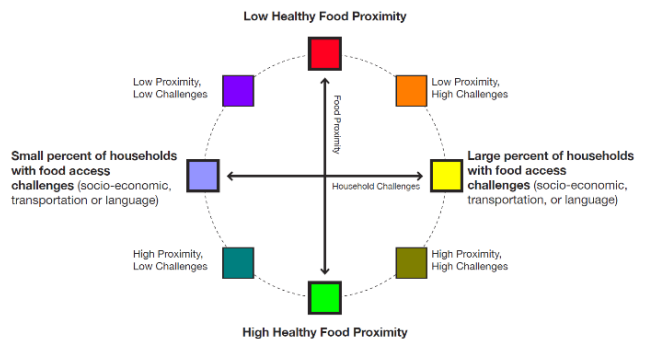 Low Healthy Food Proximity
Low Proximity,
Low Challenges
Low Proximity,
High Challenges
Food Proximity
Small percent of households
with food access
challenges (socio-economic,
transportation or language)
Household Challenges
Large percent of households
with food access
challenges (socio-economic,
transportation, or language)
High Proximity,
Low Challenges
High Proximity,
High Challenges
High Healthy Food Proximity